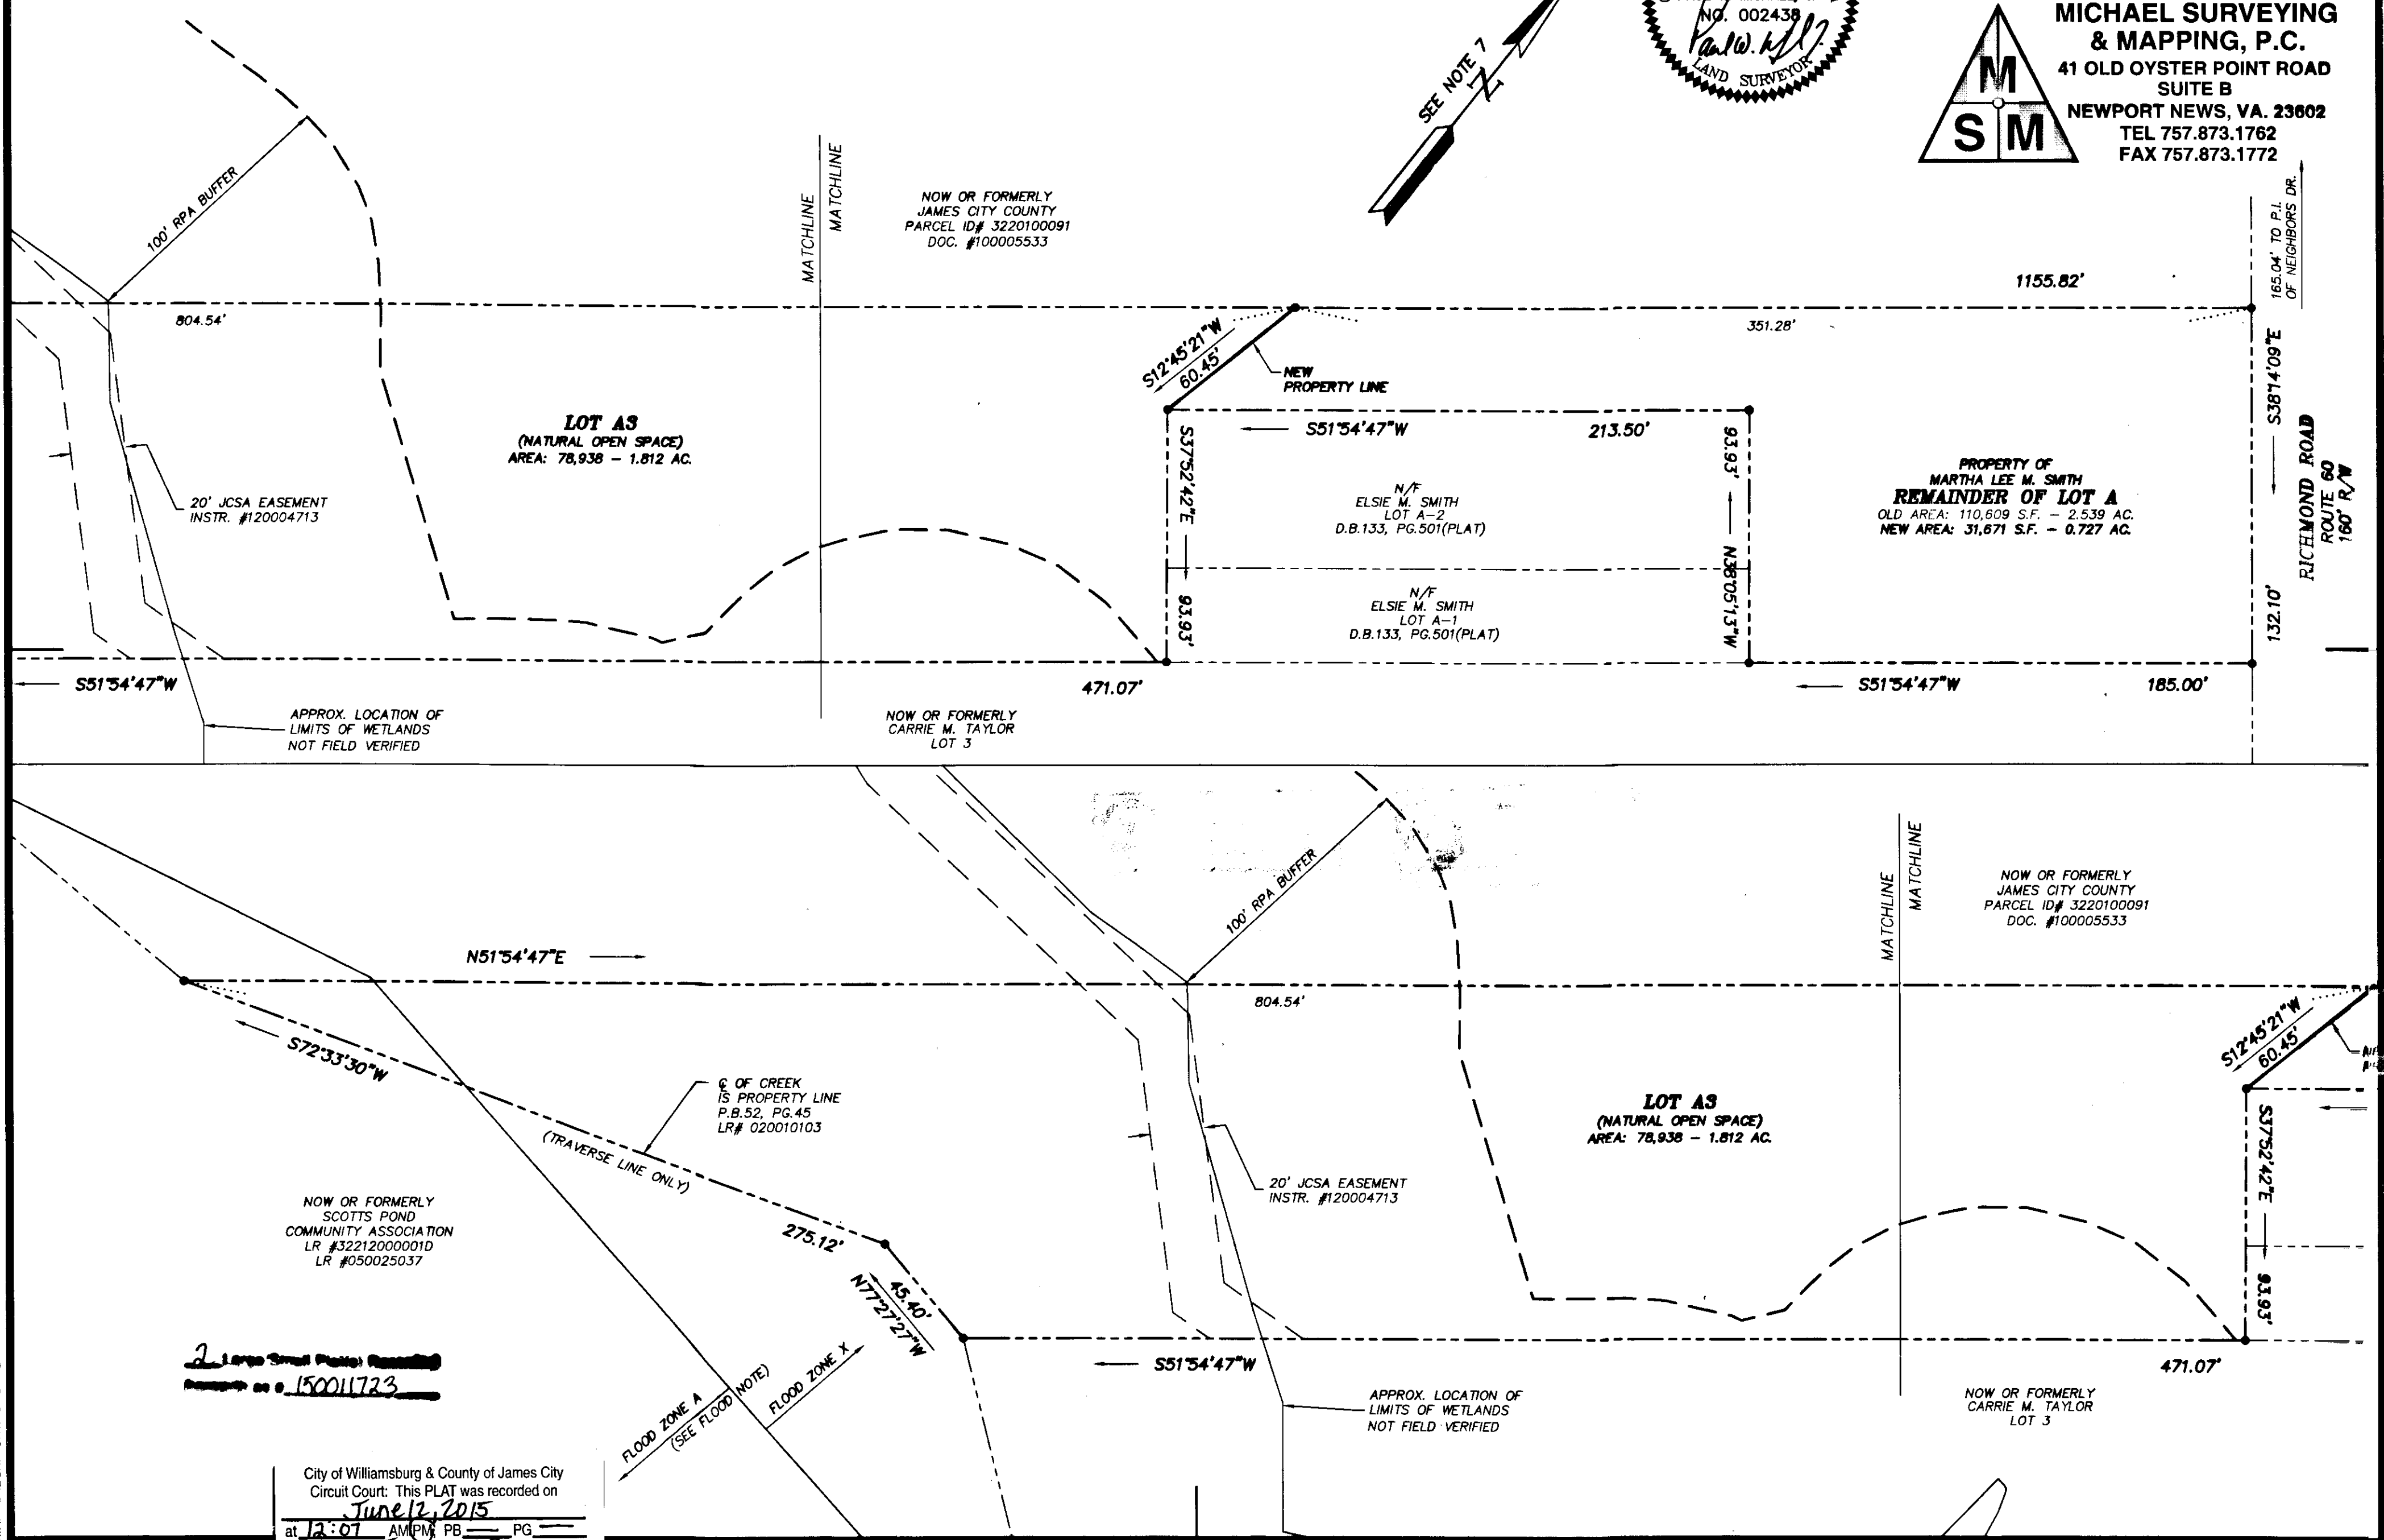 NO. 002438
LAND SURVEYOR
MICHAEL SURVEYING
& MAPPING, P.C.
41 OLD OYSTER POINT ROAD
SUITE B
NEWPORT NEWS, VA. 23602
TEL 757.873.1762
FAX 757.873.1772
M
S M
SEE NOTE 7
N
100' RPA BUFFER
MATCHLINE
MATCHLINE
NOW OR FORMERLY
JAMES CITY COUNTY
PARCEL ID# 3220100091
DOC. #100005533
165.04' TO P.I.
OF NEIGHBORS DR.
1155.82'
804.54'
351.28'
S12°45'21"W
60.45'
NEW
PROPERTY LINE
S38°14'09"E
132.10'
RICHMOND ROAD
ROUTE 60
160' R/W
LOT A3
(NATURAL OPEN SPACE)
AREA: 78,938 - 1.812 AC.
S51°54'47"W
213.50'
S37°52'42"E
93.93'
93.93'
N38°05'13"W
20' JCSA EASEMENT
INSTR. #120004713
N/F
ELSIE M. SMITH
LOT A-2
D.B.133, PG.501(PLAT)
N/F
ELSIE M. SMITH
LOT A-1
D.B.133, PG.501(PLAT)
PROPERTY OF
MARTHA LEE M. SMITH
REMAINDER OF LOT A
OLD AREA: 110,609 S.F. - 2.539 AC.
NEW AREA: 31,671 S.F. - 0.727 AC.
S51°54'47"W
471.07'
S51°54'47"W
185.00'
APPROX. LOCATION OF
LIMITS OF WETLANDS
NOT FIELD VERIFIED
NOW OR FORMERLY
CARRIE M. TAYLOR
LOT 3
100' RPA BUFFER
MATCHLINE
MATCHLINE
NOW OR FORMERLY
JAMES CITY COUNTY
PARCEL ID# 3220100091
DOC. #100005533
N51°54'47"E
804.54'
S12°45'21"W
60.45'
S72°33'30"W
℄ OF CREEK
IS PROPERTY LINE
P.B.52, PG.45
LR# 020010103
(TRAVERSE LINE ONLY)
275.12'
LOT A3
(NATURAL OPEN SPACE)
AREA: 78,938 - 1.812 AC.
S37°52'42"E
93.93'
20' JCSA EASEMENT
INSTR. #120004713
NOW OR FORMERLY
SCOTTS POND
COMMUNITY ASSOCIATION
LR #32212000001D
LR #050025037
45.40'
N77°27'27"W
S51°54'47"W
471.07'
FLOOD ZONE A
(SEE FLOOD NOTE)
FLOOD ZONE X
APPROX. LOCATION OF
LIMITS OF WETLANDS
NOT FIELD VERIFIED
NOW OR FORMERLY
CARRIE M. TAYLOR
LOT 3
2 Large Small
150011723
City of Williamsburg & County of James City
Circuit Court: This PLAT was recorded on
June 12, 2015
at 12:07 AM/PM PB PG